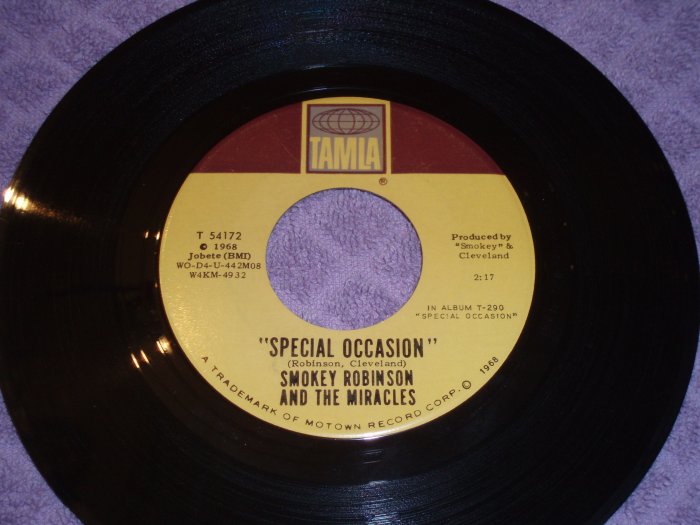 TAMLA
®
T 54172
© 1968
Jobete (BMI)
WO-D4-U-442M08
W4KM-4932
Produced by
"Smokey" &
Cleveland
2:17
IN ALBUM T-290
"SPECIAL OCCASION"
"SPECIAL OCCASION"
(Robinson, Cleveland)
SMOKEY ROBINSON
AND THE MIRACLES
A TRADEMARK OF MOTOWN RECORD CORP. © 1968